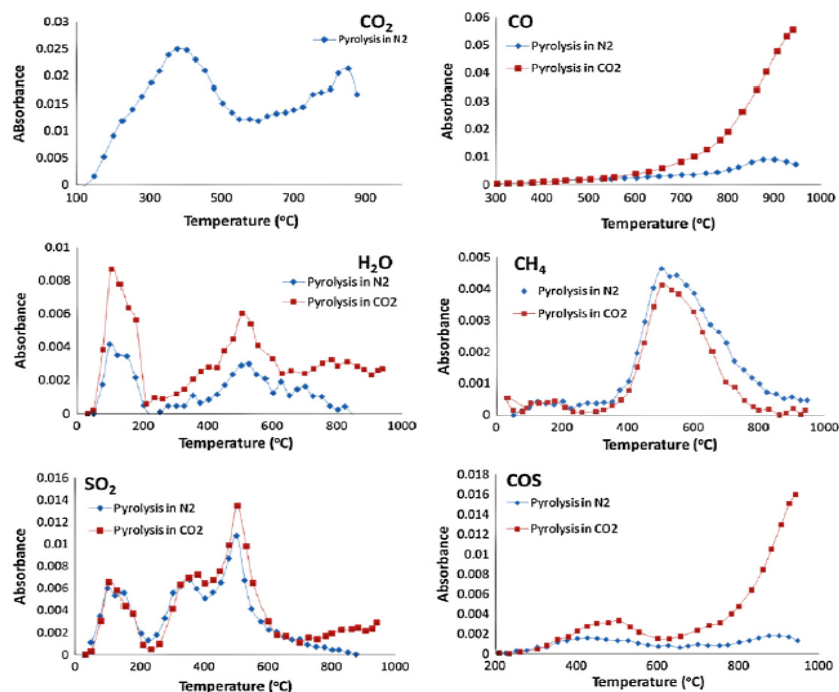 CO2
Pyrolysis in N2
ABsorbance
0.03
0.025
0.02
0.015
0.01
0.005
0
100
300
500
700
900
Temperature (°C)
CO
Pyrolysis in N2
Pyrolysis in CO2
Absorbance
0.06
0.05
0.04
0.03
0.02
0.01
0
300
400
500
600
700
800
900
1000
Temperature (°C)
H2O
Pyrolysis in N2
Pyrolysis in CO2
Absorbance
0.01
0.008
0.006
0.004
0.002
0
0
200
400
600
800
1000
Temperature (°C)
CH4
Pyrolysis in N2
Pyrolysis in CO2
Absorbance
0.005
0.004
0.003
0.002
0.001
0
0
200
400
600
800
1000
Temperature (°C)
SO2
Pyrolysis in N2
Pyrolysis in CO2
Absorbance
0.016
0.014
0.012
0.01
0.008
0.006
0.004
0.002
0
0
200
400
600
800
1000
Temperature (°C)
COS
Pyrolysis in N2
Pyrolysis in CO2
Absorbance
0.018
0.016
0.014
0.012
0.01
0.008
0.006
0.004
0.002
0
200
300
400
500
600
700
800
900
1000
Temperature (°C)